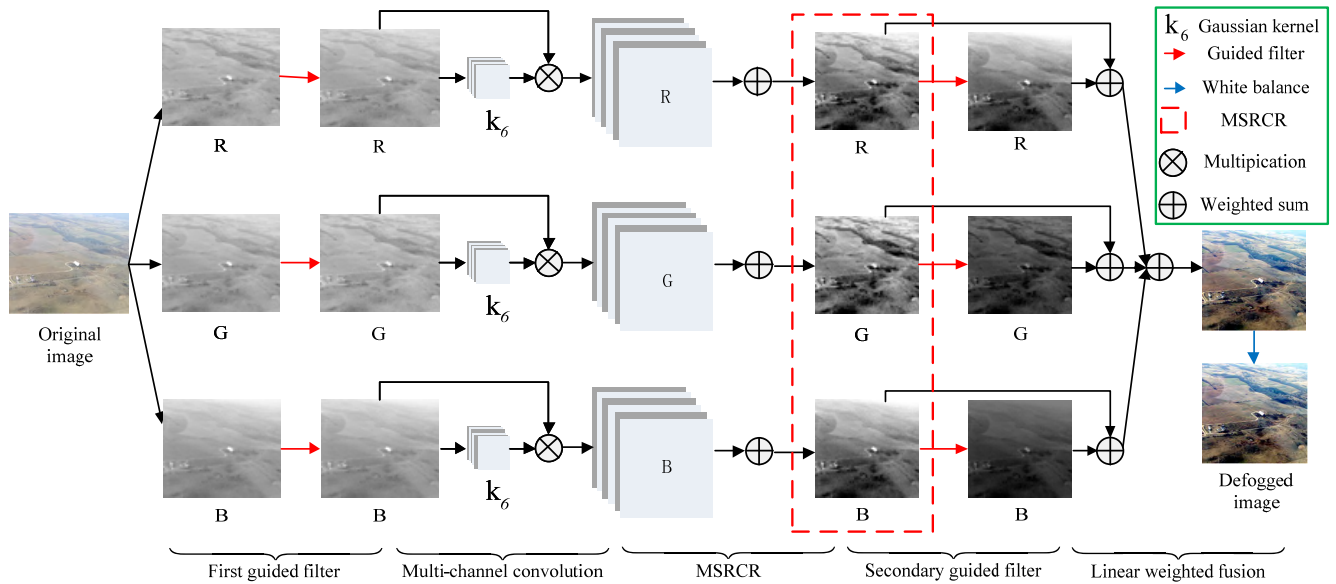 k6 Gaussian kernel
Guided filter
White balance
MSRCR
Multipication
Weighted sum
R
R
k6
R
R
R
Original
image
G
G
k6
G
G
G
B
B
k6
B
B
B
Defogged
image
First guided filter
Multi-channel convolution
MSRCR
Secondary guided filter
Linear weighted fusion